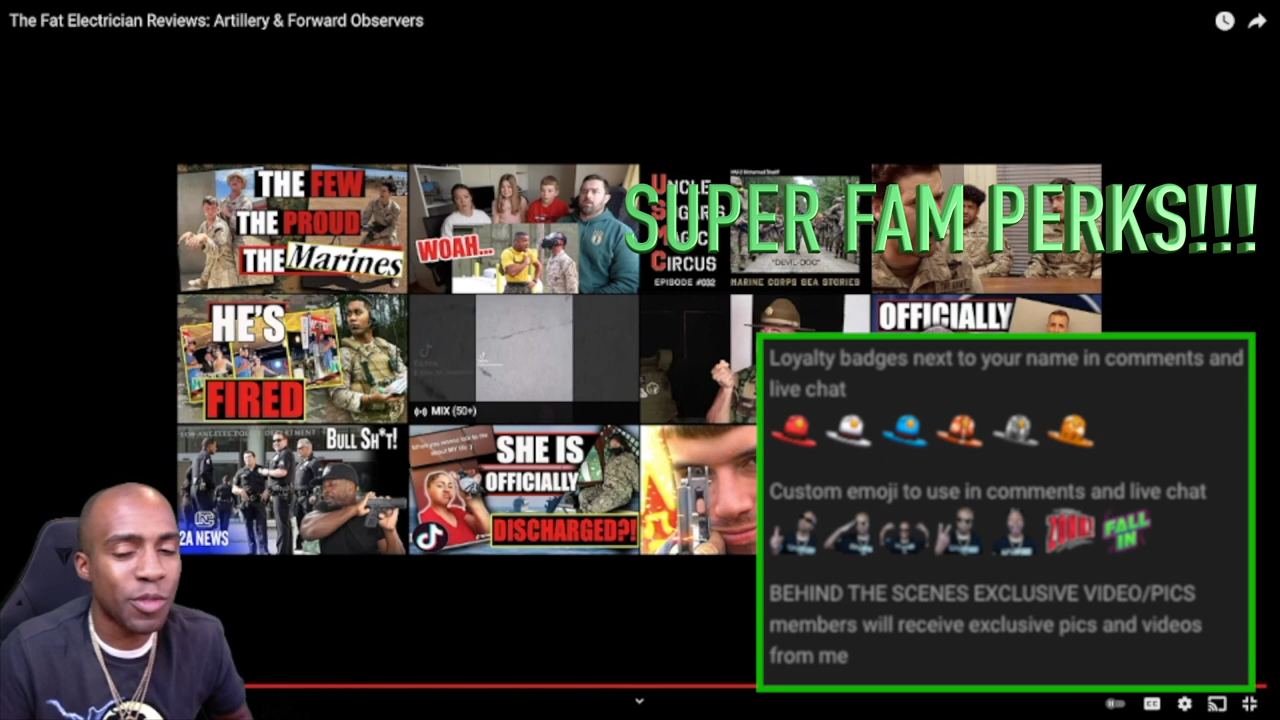 The Fat Electrician Reviews: Artillery & Forward Observers
THE FEW
THE PROUD
THE Marines
WOAH...
UNCLE
CIRCUS
EPISODE #032
"DEVIL-DOG"
MARINE CORPS SEA STORIES
SUPER FAM PERKS!!!
HE'S
FIRED
MIX (50+)
OFFICIALLY
BULL SH*T!
2A NEWS
SHE IS
OFFICIALLY
DISCHARGED?!
Loyalty badges next to your name in comments and
live chat
Custom emoji to use in comments and live chat
ZONK!
FALL
IN
BEHIND THE SCENES EXCLUSIVE VIDEO/PICS
members will receive exclusive pics and videos
from me